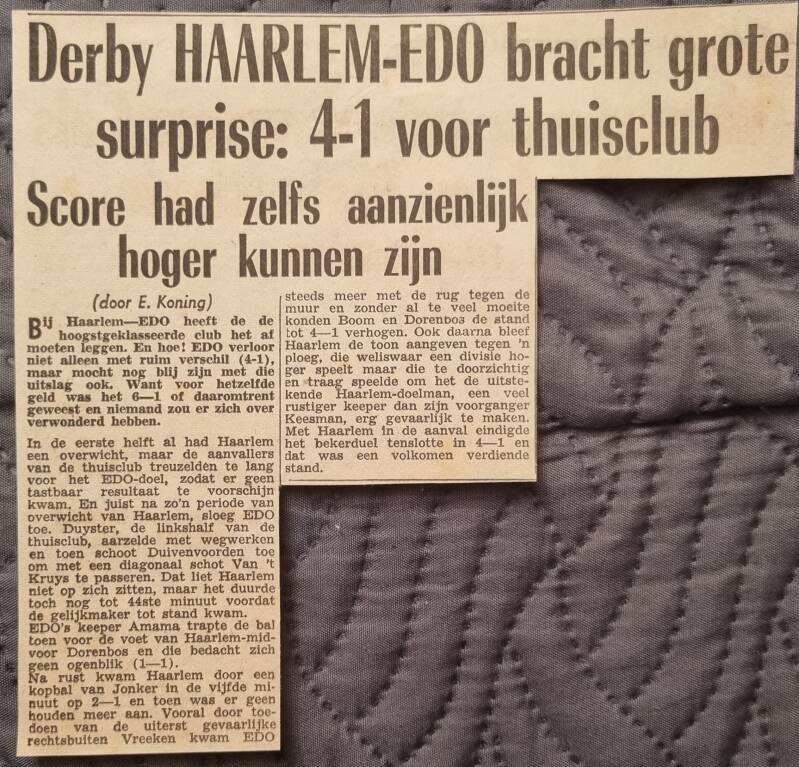 Derby HAARLEM-EDO bracht grote
surprise: 4-1 voor thuisclub
Score had zelfs aanzienlijk
hoger kunnen zijn
(door E. Koning)
Bij Haarlem—EDO heeft de de
hoogstgeklasseerde club het af
moeten leggen. En hoe! EDO verloor
niet alleen met ruim verschil (4-1),
maar mocht nog blij zijn met die
uitslag ook. Want voor hetzelfde
geld was het 6—1 of daaromtrent
geweest en niemand zou er zich over
verwonderd hebben.
In de eerste helft al had Haarlem
een overwicht, maar de aanvallers
van de thuisclub treuzelden te lang
voor het EDO-doel, zodat er geen
tastbaar resultaat te voorschijn
kwam. En juist na zo'n periode van
overwicht van Haarlem, sloeg EDO
toe. Duyster, de linkshalf van de
thuisclub, aarzelde met wegwerken
en toen schoot Duivenvoorden toe
om met een diagonaal schot Van 't
Kruys te passeren. Dat liet Haarlem
niet op zich zitten, maar het duurde
toch nog tot 44ste minuut voordat
de gelijkmaker tot stand kwam.
EDO's keeper Amama trapte de bal
toen voor de voet van Haarlem-mid-
voor Dorenbos en die bedacht zich
geen ogenblik (1—1).
Na rust kwam Haarlem door een
kopbal van Jonker in de vijfde mi-
nuut op 2—1 en toen was er geen
houden meer aan. Vooral door toe-
doen van de uiterst gevaarlijke
rechtsbuiten Vreeken kwam EDO
steeds meer met de rug tegen de
muur en zonder al te veel moeite
konden Boom en Dorenbos de stand
tot 4—1 verhogen. Ook daarna bleef
Haarlem de toon aangeven tegen 'n
ploeg, die weliswaar een divisie ho-
ger speelt maar die te doorzichtig
en traag speelde om het de uitste-
kende Haarlem-doelman, een veel
rustiger keeper dan zijn voorganger
Keesman, erg gevaarlijk te maken.
Met Haarlem in de aanval eindigde
het bekerduel tenslotte in 4—1 en
dat was een volkomen verdiende
stand.